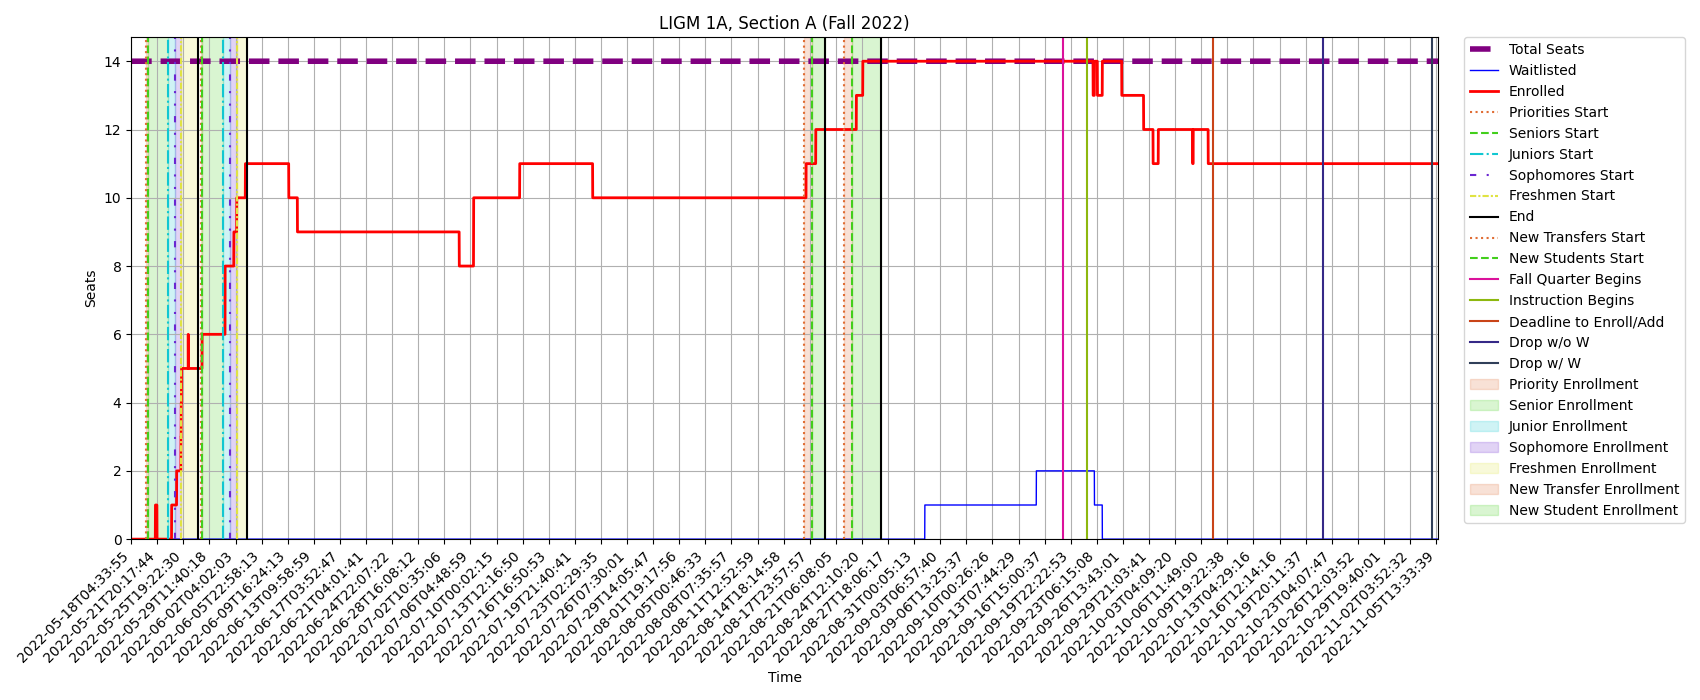 LIGM 1A, Section A (Fall 2022)
Seats
14
12
10
8
6
4
2
0
2022-05-18T04:33:55
2022-05-21T20:17:44
2022-05-25T19:22:30
2022-05-29T11:40:18
2022-06-02T04:02:03
2022-06-05T22:58:13
2022-06-09T16:24:13
2022-06-13T09:58:59
2022-06-17T03:52:47
2022-06-21T04:01:41
2022-06-24T22:07:22
2022-06-28T16:08:12
2022-07-02T10:35:06
2022-07-06T04:48:59
2022-07-10T00:02:15
2022-07-13T12:16:50
2022-07-16T16:50:53
2022-07-19T21:40:41
2022-07-23T02:29:35
2022-07-26T07:30:01
2022-07-29T14:05:47
2022-08-01T19:17:56
2022-08-05T00:46:33
2022-08-08T07:35:57
2022-08-11T12:52:59
2022-08-14T18:14:58
2022-08-17T23:57:57
2022-08-21T06:08:05
2022-08-24T12:10:20
2022-08-27T18:06:17
2022-08-31T00:05:13
2022-09-03T06:57:40
2022-09-06T13:25:37
2022-09-10T00:26:26
2022-09-13T07:44:29
2022-09-16T15:00:37
2022-09-19T22:22:53
2022-09-23T06:15:08
2022-09-26T13:43:01
2022-09-29T21:03:41
2022-10-03T04:09:20
2022-10-06T11:49:00
2022-10-09T19:22:38
2022-10-13T04:29:16
2022-10-16T12:14:16
2022-10-19T20:11:37
2022-10-23T04:07:47
2022-10-26T12:03:52
2022-10-29T19:40:01
2022-11-02T03:52:32
2022-11-05T13:33:39
Time
Total Seats
Waitlisted
Enrolled
Priorities Start
Seniors Start
Juniors Start
Sophomores Start
Freshmen Start
End
New Transfers Start
New Students Start
Fall Quarter Begins
Instruction Begins
Deadline to Enroll/Add
Drop w/o W
Drop w/ W
Priority Enrollment
Senior Enrollment
Junior Enrollment
Sophomore Enrollment
Freshmen Enrollment
New Transfer Enrollment
New Student Enrollment